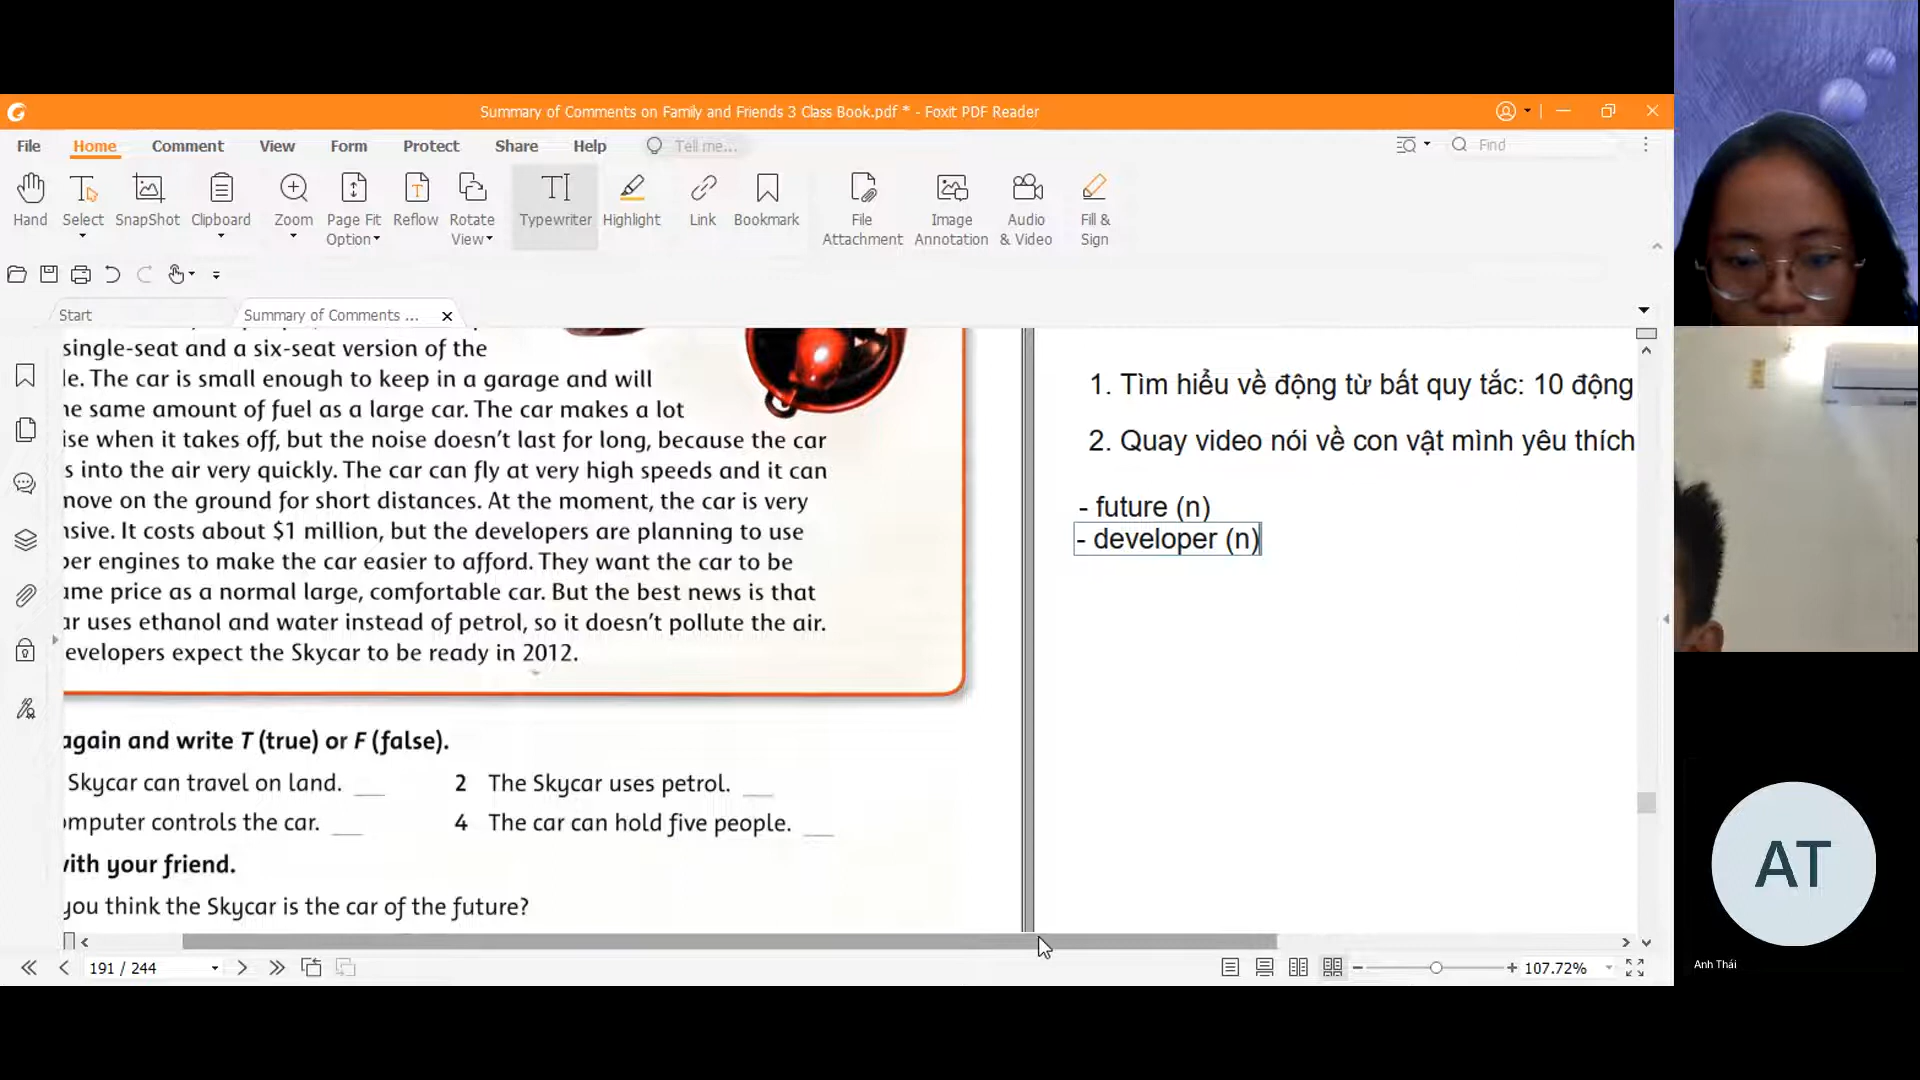 Summary of Comments on Family and Friends 3 Class Book.pdf * - Foxit PDF Reader
File Home Comment View Form Protect Share Help Tell me... Find
Hand Select SnapShot Clipboard Zoom Page Fit Option Reflow Rotate View Typewriter Highlight Link Bookmark File Attachment Image Annotation Audio & Video Fill & Sign
Start Summary of Comments ...
single-seat and a six-seat version of the
le. The car is small enough to keep in a garage and will
ne same amount of fuel as a large car. The car makes a lot
ise when it takes off, but the noise doesn't last for long, because the car
s into the air very quickly. The car can fly at very high speeds and it can
move on the ground for short distances. At the moment, the car is very
nsive. It costs about $1 million, but the developers are planning to use
per engines to make the car easier to afford. They want the car to be
ame price as a normal large, comfortable car. But the best news is that
ar uses ethanol and water instead of petrol, so it doesn't pollute the air.
evelopers expect the Skycar to be ready in 2012.
again and write T (true) or F (false).
Skycar can travel on land. ___ 2 The Skycar uses petrol. ___
omputer controls the car. ___ 4 The car can hold five people. ___
with your friend.
you think the Skycar is the car of the future?
1. Tìm hiểu về động từ bất quy tắc: 10 động
2. Quay video nói về con vật mình yêu thích
- future (n)
- developer (n)
191 / 244
107.72%
AT
Anh Thái